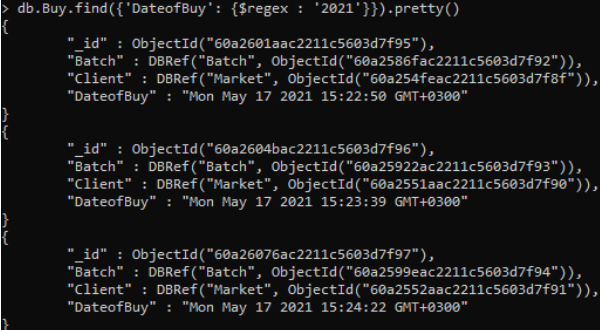 > db.Buy.find({'DateofBuy': {$regex : '2021'}}).pretty()
{
        "_id" : ObjectId("60a2601aac2211c5603d7f95"),
        "Batch" : DBRef("Batch", ObjectId("60a2586fac2211c5603d7f92")),
        "Client" : DBRef("Market", ObjectId("60a254feac2211c5603d7f8f")),
        "DateofBuy" : "Mon May 17 2021 15:22:50 GMT+0300"
}
{
        "_id" : ObjectId("60a2604bac2211c5603d7f96"),
        "Batch" : DBRef("Batch", ObjectId("60a25922ac2211c5603d7f93")),
        "Client" : DBRef("Market", ObjectId("60a2551aac2211c5603d7f90")),
        "DateofBuy" : "Mon May 17 2021 15:23:39 GMT+0300"
}
{
        "_id" : ObjectId("60a26076ac2211c5603d7f97"),
        "Batch" : DBRef("Batch", ObjectId("60a2599eac2211c5603d7f94")),
        "Client" : DBRef("Market", ObjectId("60a2552aac2211c5603d7f91")),
        "DateofBuy" : "Mon May 17 2021 15:24:22 GMT+0300"
}